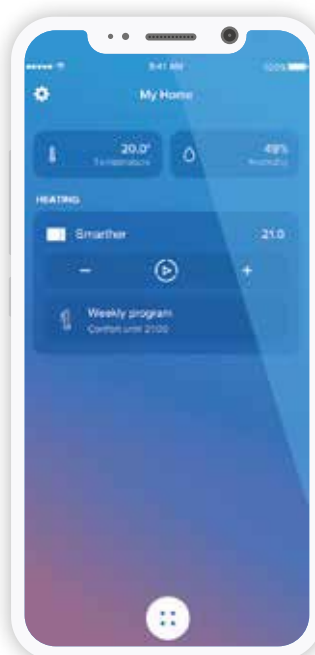 9:41 AM 100%
My Home
20.0° 49%
Temperature Humidity
HEATING
Smarther 21.0
− +
Weekly program
Comfort until 21:00